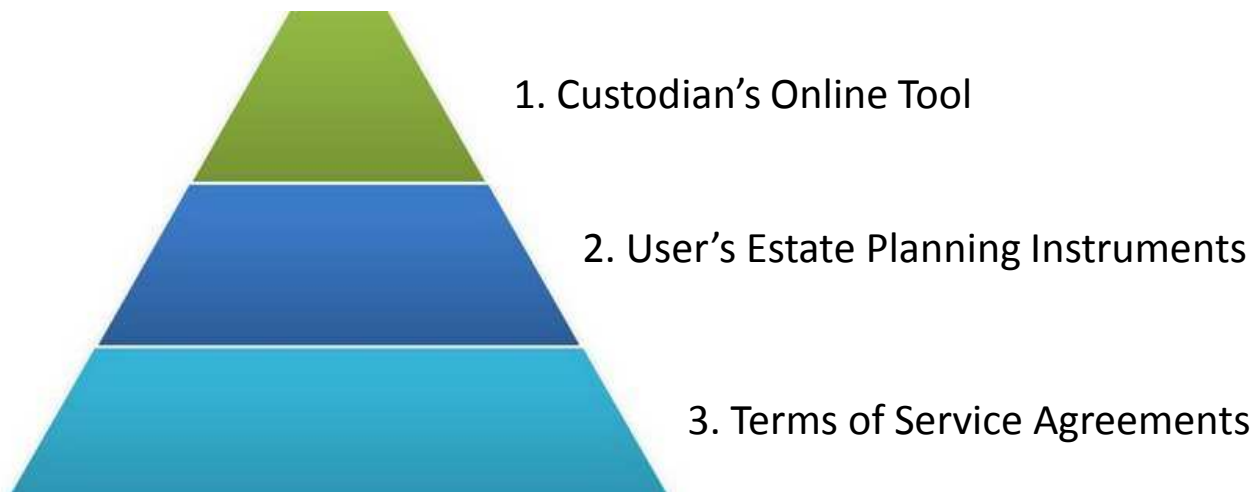 1. Custodian’s Online Tool
2. User’s Estate Planning Instruments
3. Terms of Service Agreements